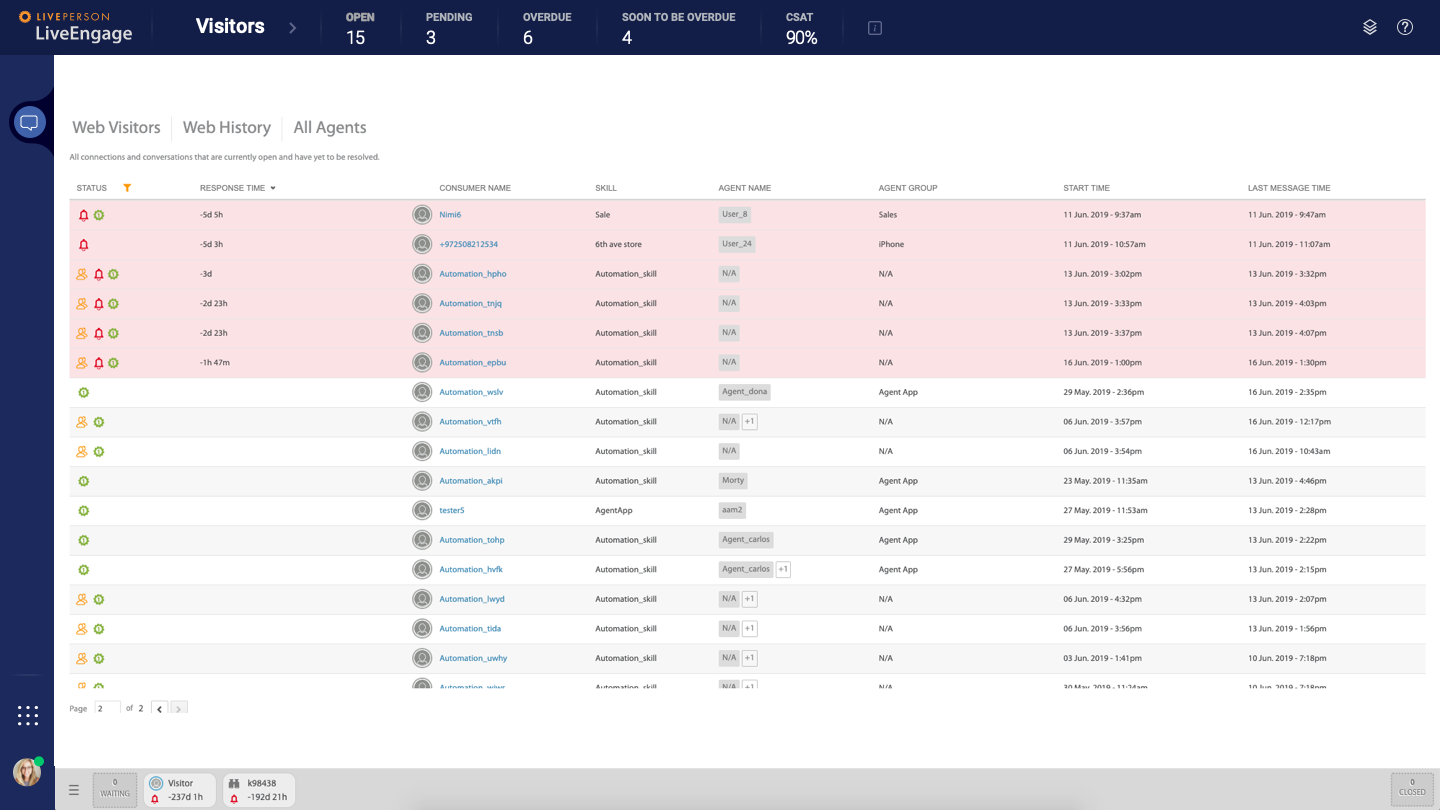 LIVEPERSON
LiveEngage
Visitors
OPEN PENDING OVERDUE SOON TO BE OVERDUE CSAT
15 3 6 4 90%
Web Visitors Web History All Agents
All connections and conversations that are currently open and have yet to be resolved.
STATUS RESPONSE TIME CONSUMER NAME SKILL AGENT NAME AGENT GROUP START TIME LAST MESSAGE TIME
-5d 5h Nimi6 Sale User_8 Sales 11 Jun. 2019 - 9:37am 11 Jun. 2019 - 9:47am
-5d 3h +972508212534 6th ave store User_24 iPhone 11 Jun. 2019 - 10:57am 11 Jun. 2019 - 11:07am
-3d Automation_hpho Automation_skill N/A N/A 13 Jun. 2019 - 3:02pm 13 Jun. 2019 - 3:32pm
-2d 23h Automation_tnjq Automation_skill N/A N/A 13 Jun. 2019 - 3:33pm 13 Jun. 2019 - 4:03pm
-2d 23h Automation_tnsb Automation_skill N/A N/A 13 Jun. 2019 - 3:37pm 13 Jun. 2019 - 4:07pm
-1h 47m Automation_epbu Automation_skill N/A N/A 16 Jun. 2019 - 1:00pm 16 Jun. 2019 - 1:30pm
Automation_wslv Automation_skill Agent_dona Agent App 29 May. 2019 - 2:36pm 16 Jun. 2019 - 2:35pm
Automation_vtfh Automation_skill N/A +1 N/A 06 Jun. 2019 - 3:57pm 16 Jun. 2019 - 12:17pm
Automation_lidn Automation_skill N/A N/A 06 Jun. 2019 - 3:54pm 16 Jun. 2019 - 10:43am
Automation_akpi Automation_skill Morty Agent App 23 May. 2019 - 11:35am 13 Jun. 2019 - 4:46pm
tester5 AgentApp aam2 Agent App 27 May. 2019 - 11:53am 13 Jun. 2019 - 2:28pm
Automation_tohp Automation_skill Agent_carlos Agent App 29 May. 2019 - 3:25pm 13 Jun. 2019 - 2:22pm
Automation_hvfk Automation_skill Agent_carlos +1 Agent App 27 May. 2019 - 5:56pm 13 Jun. 2019 - 2:15pm
Automation_lwyd Automation_skill N/A +1 N/A 06 Jun. 2019 - 4:32pm 13 Jun. 2019 - 2:07pm
Automation_tida Automation_skill N/A +1 N/A 06 Jun. 2019 - 3:56pm 13 Jun. 2019 - 1:56pm
Automation_uwhy Automation_skill N/A +1 N/A 03 Jun. 2019 - 1:41pm 10 Jun. 2019 - 7:18pm
Automation_skill N/A +1 N/A 30 May. 2019 - 11:24am 10 Jun. 2019 - 7:18pm
Page 2 of 2
0 WAITING
Visitor
-237d 1h
k98438
-192d 21h
0 CLOSED